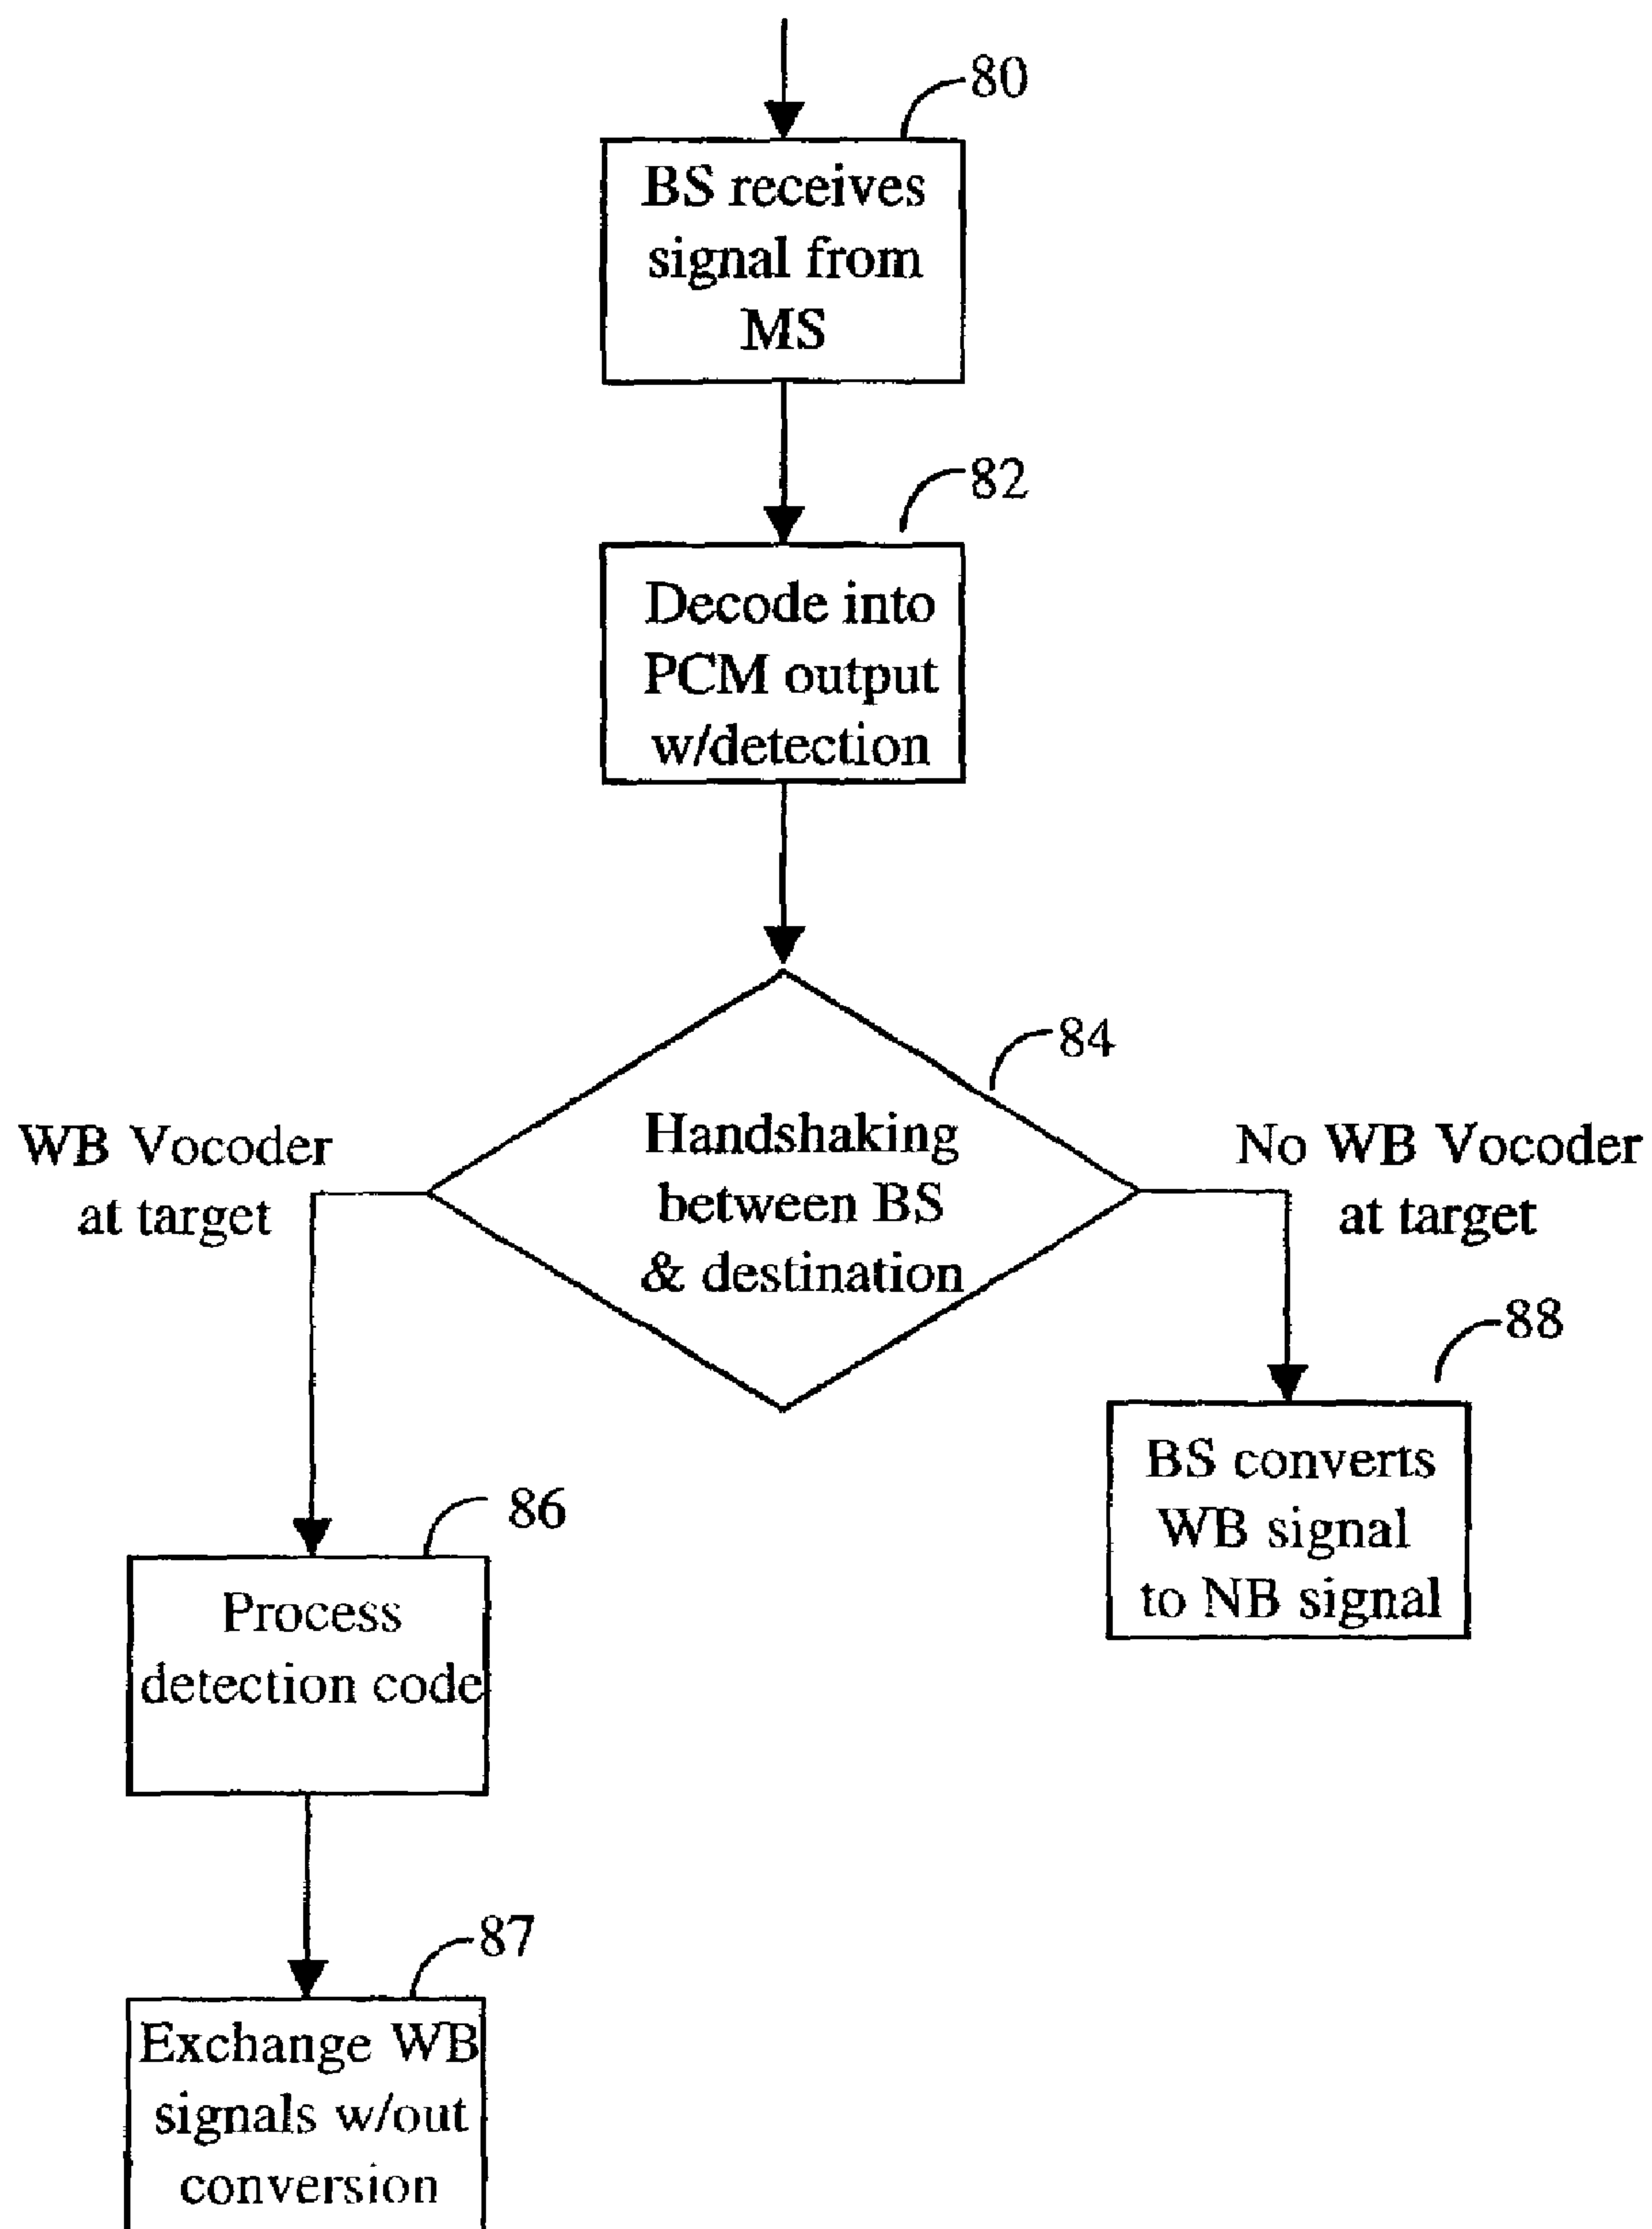 80
BS receives
signal from
MS
82
Decode into
PCM output
w/detection
84
Handshaking
between BS
& destination
WB Vocoder
at target
No WB Vocoder
at target
88
BS converts
WB signal
to NB signal
86
Process
detection code
87
Exchange WB
signals w/out
conversion